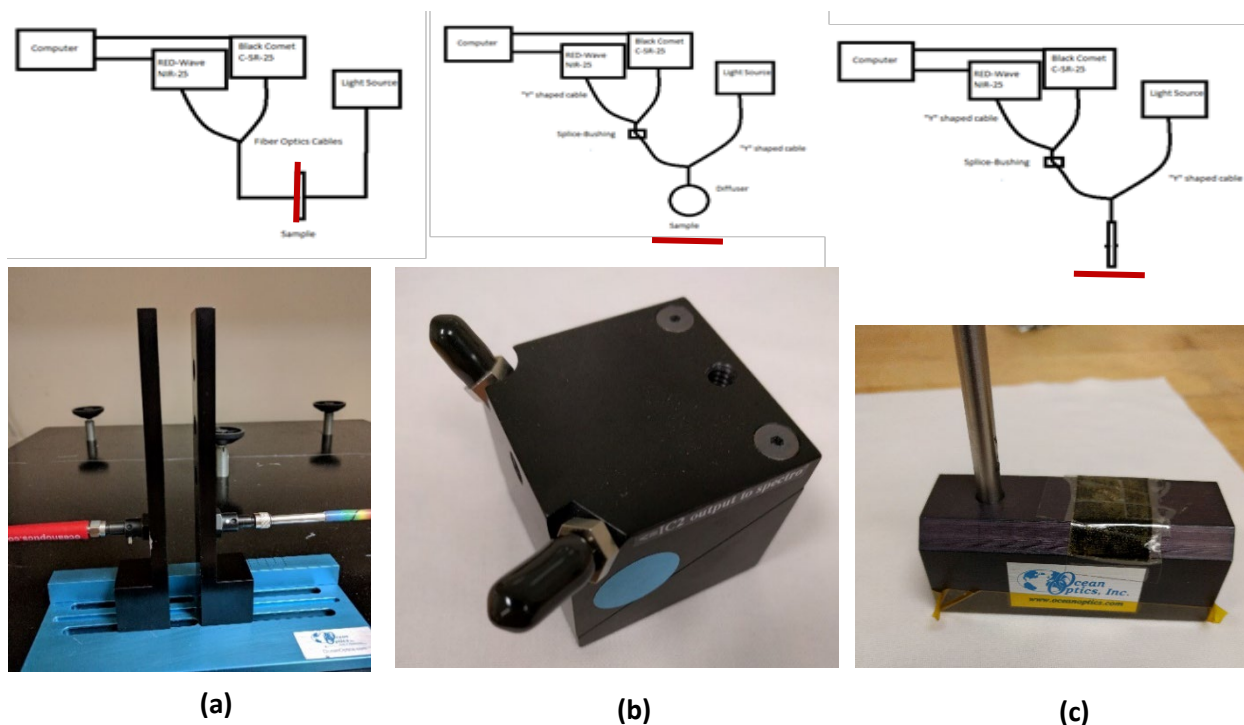 Computer
RED-Wave
NIR-25
Black Comet
C-SR-25
Light Source
Fiber Optics Cables
Sample
Computer
RED-Wave
NIR-25
Black Comet
C-SR-25
Light Source
"Y" shaped cable
Splice-Bushing
"Y" shaped cable
Diffuser
Sample
Computer
RED-Wave
NIR-25
Black Comet
C-SR-25
Light Source
"Y" shaped cable
Splice-Bushing
"Y" shaped cable
Ocean
Optics
C2 output to spectro
Ocean
Optics, Inc.
www.oceanoptics.com
(a)
(b)
(c)